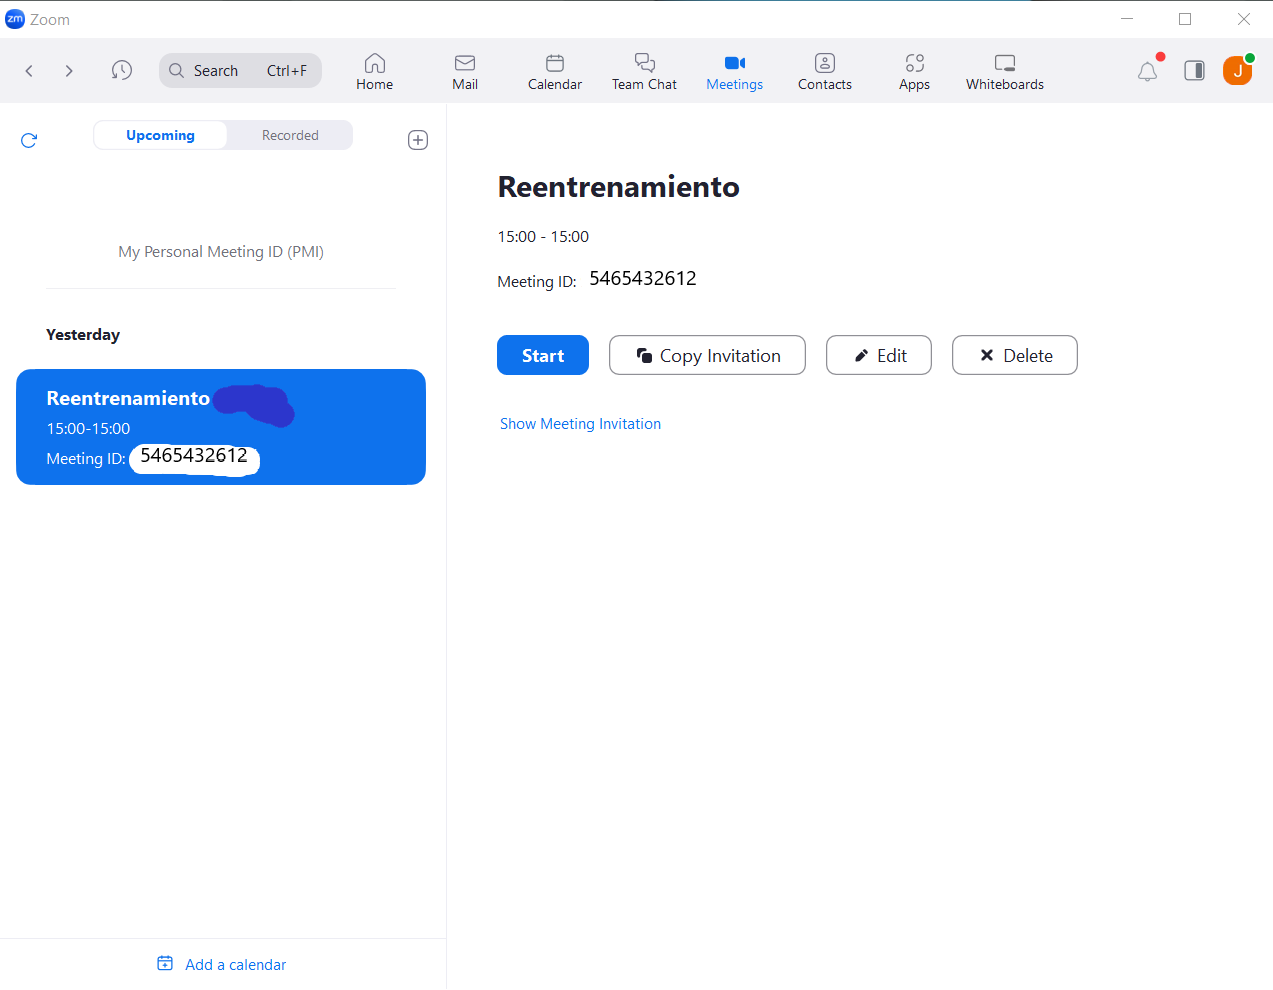 zm Zoom
Search Ctrl+F
Home
Mail
Calendar
Team Chat
Meetings
Contacts
Apps
Whiteboards
J
Upcoming
Recorded
My Personal Meeting ID (PMI)
Yesterday
Reentrenamiento
15:00-15:00
Meeting ID: 5465432612
Add a calendar
Reentrenamiento
15:00 - 15:00
Meeting ID: 5465432612
Start
Copy Invitation
Edit
Delete
Show Meeting Invitation